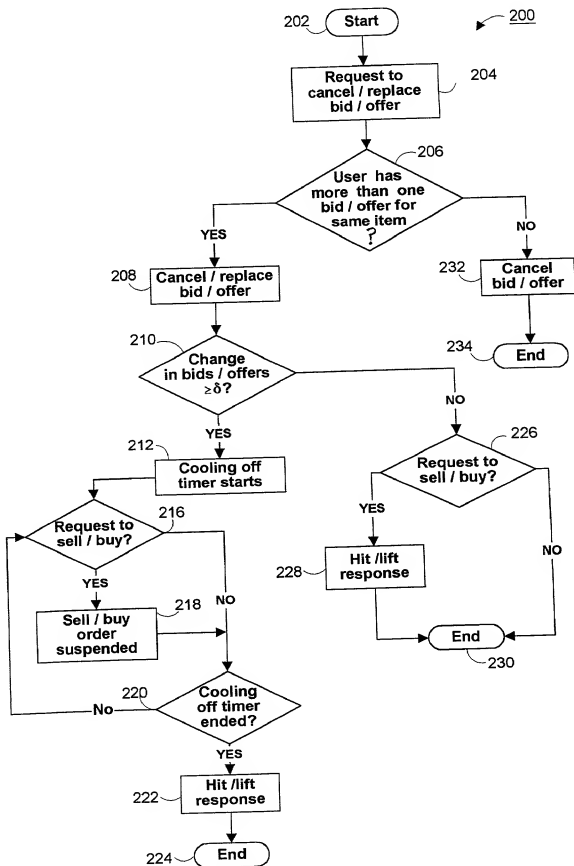 202
Start
200
Request to
cancel / replace
bid / offer
204
206
User has
more than one
bid / offer for
same item
?
YES
NO
208
Cancel / replace
bid / offer
232
Cancel
bid / offer
210
Change
in bids / offers
≥δ?
234
End
NO
YES
212
Cooling off
timer starts
226
Request to
sell / buy?
216
Request to
sell / buy?
YES
NO
YES
NO
228
Hit /lift
response
218
Sell / buy
order
suspended
End
230
220
Cooling
off timer
ended?
No
YES
222
Hit /lift
response
224
End